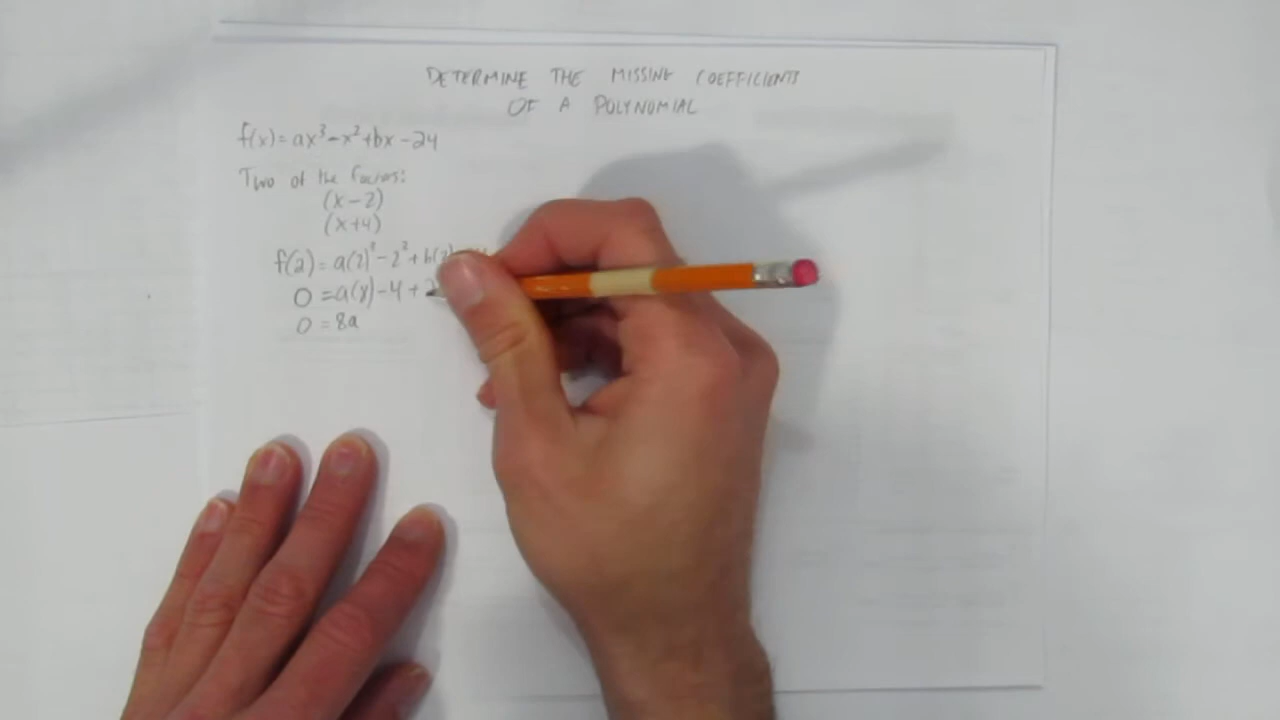 DETERMINE THE MISSING COEFFICIENTS
OF A POLYNOMIAL
f(x)=ax³-x²+bx-24
Two of the factors:
(x-2)
(x+4)
f(2)=a(2)³-2²+b(2)
0=a(8)-4+2
0=8a